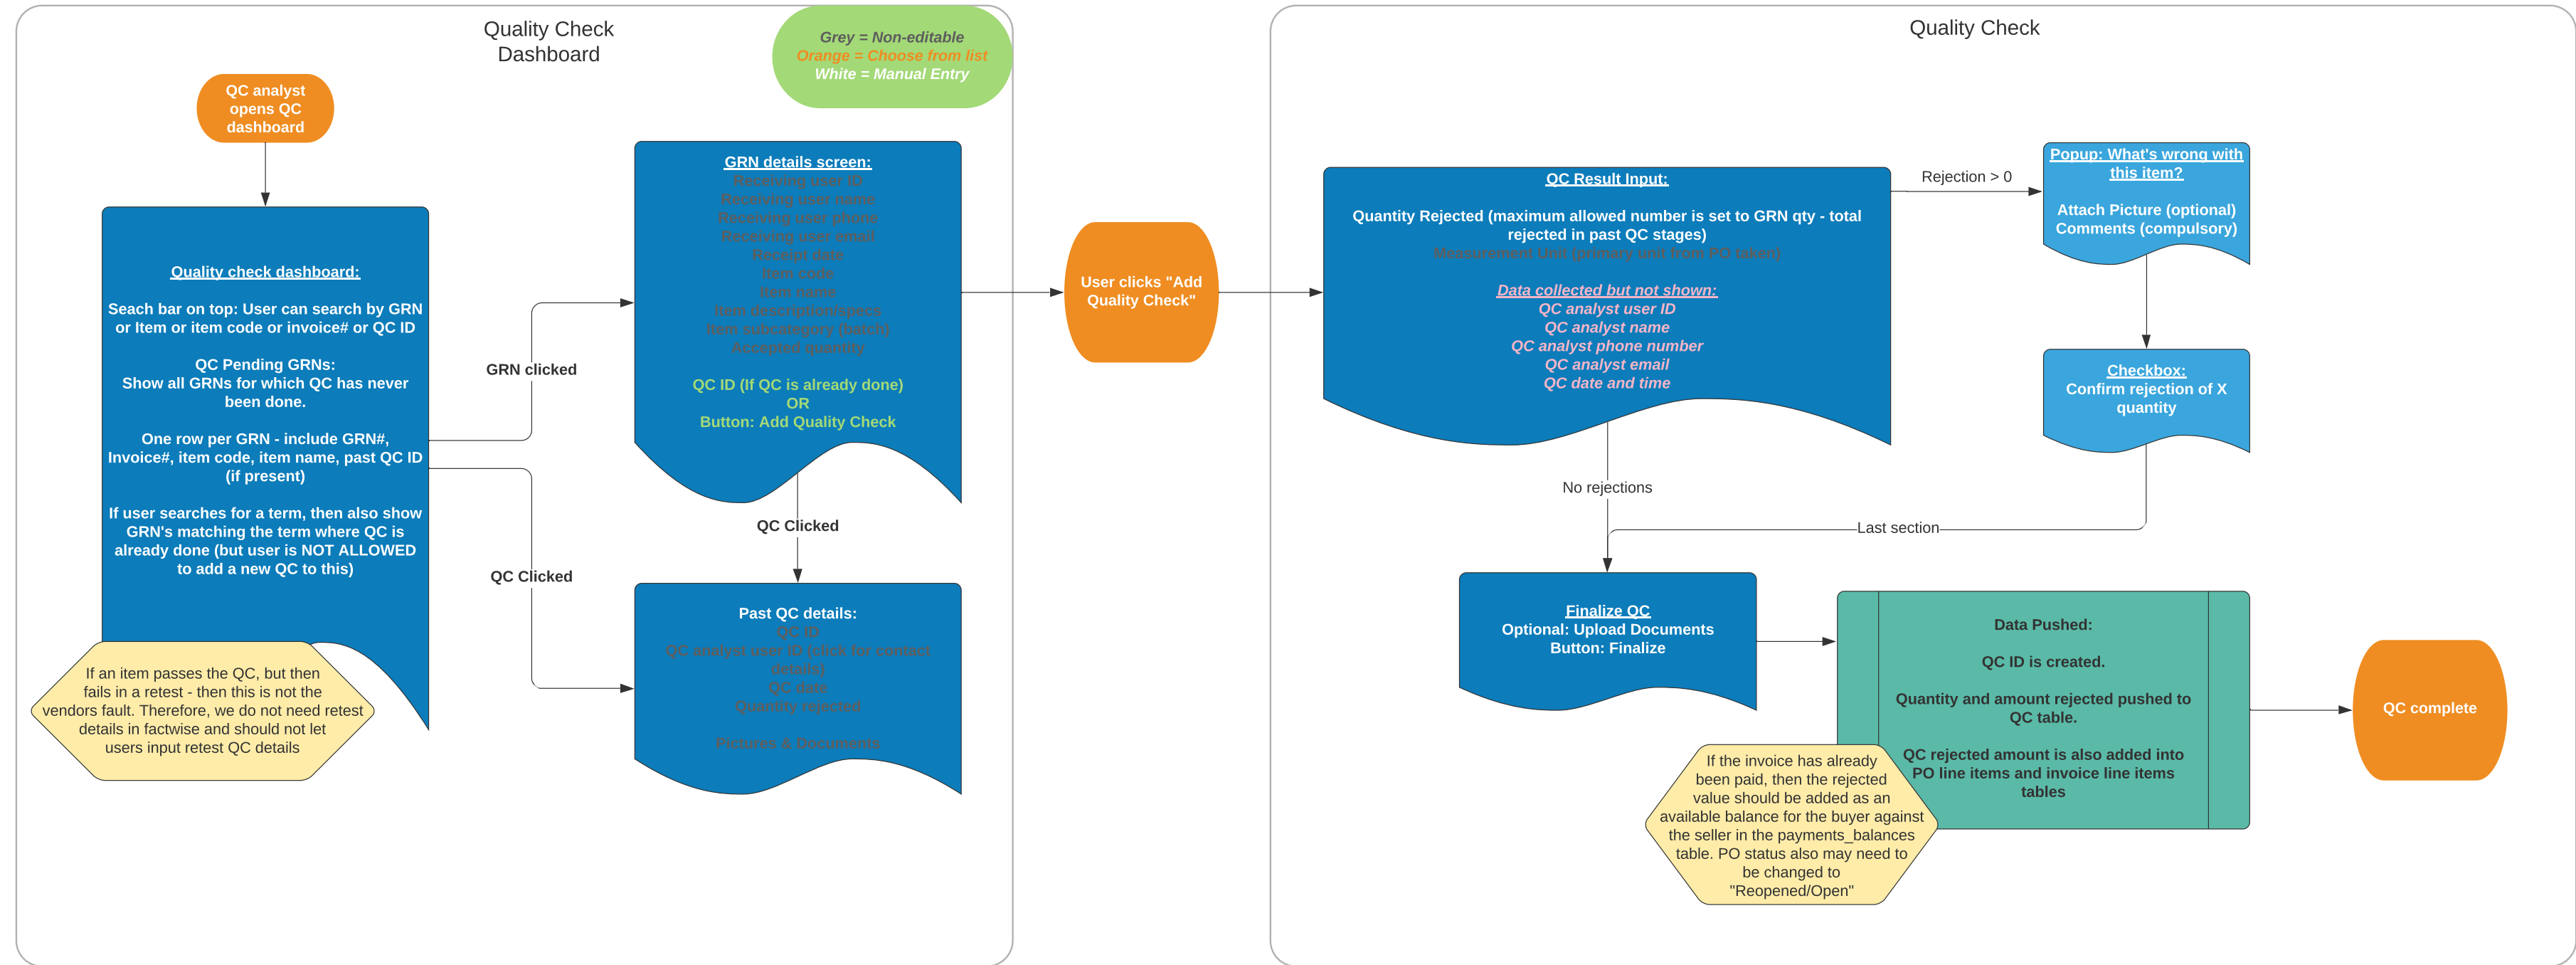 Quality Check
Dashboard
Grey = Non-editable
Orange = Choose from list
White = Manual Entry
QC analyst
opens QC
dashboard
Quality check dashboard:
Seach bar on top: User can search by GRN
or Item or item code or invoice# or QC ID
QC Pending GRNs:
Show all GRNs for which QC has never
been done.
One row per GRN - include GRN#,
Invoice#, item code, item name, past QC ID
(if present)
If user searches for a term, then also show
GRN's matching the term where QC is
already done (but user is NOT ALLOWED
to add a new QC to this)
If an item passes the QC, but then
fails in a retest - then this is not the
vendors fault. Therefore, we do not need retest
details in factwise and should not let
users input retest QC details
GRN clicked
QC Clicked
GRN details screen:
Receiving user ID
Receiving user name
Receiving user phone
Receiving user email
Receipt date
Item code
Item name
Item description/specs
Item subcategory (batch)
Accepted quantity
QC ID (If QC is already done)
OR
Button: Add Quality Check
QC Clicked
Past QC details:
QC ID
QC analyst user ID (click for contact
details)
QC date
Quantity rejected
Pictures & Documents
User clicks "Add
Quality Check"
Quality Check
QC Result Input:
Quantity Rejected (maximum allowed number is set to GRN qty - total
rejected in past QC stages)
Measurement Unit (primary unit from PO taken)
Data collected but not shown:
QC analyst user ID
QC analyst name
QC analyst phone number
QC analyst email
QC date and time
Rejection > 0
Popup: What's wrong with
this item?
Attach Picture (optional)
Comments (compulsory)
Checkbox:
Confirm rejection of X
quantity
No rejections
Last section
Finalize QC
Optional: Upload Documents
Button: Finalize
Data Pushed:
QC ID is created.
Quantity and amount rejected pushed to
QC table.
QC rejected amount is also added into
PO line items and invoice line items
tables
If the invoice has already
been paid, then the rejected
value should be added as an
available balance for the buyer against
the seller in the payments_balances
table. PO status also may need to
be changed to
"Reopened/Open"
QC complete